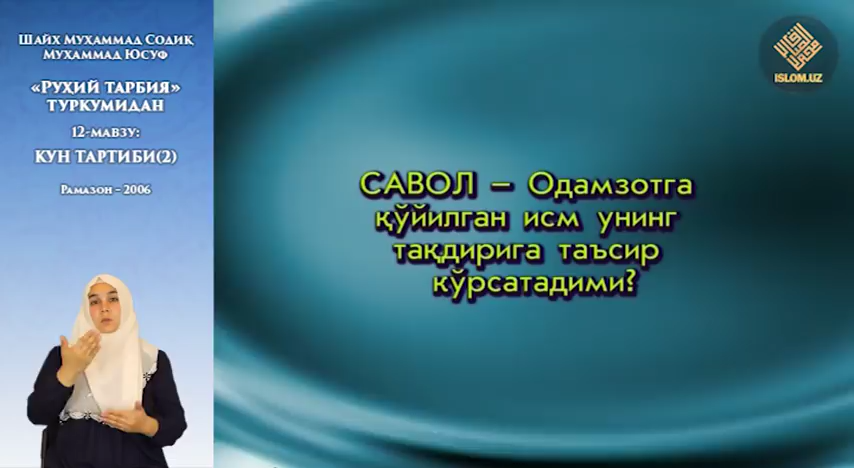 Шайх Муҳаммад Содиқ
Муҳаммад Юсуф
«Руҳий тарбия»
туркумидан
12-мавзу:
КУН ТАРТИБИ(2)
Рамазон – 2006
САВОЛ – Одамзотга
қўйилган исм унинг
тақдирига таъсир
кўрсатадими?
ISLOM.UZ